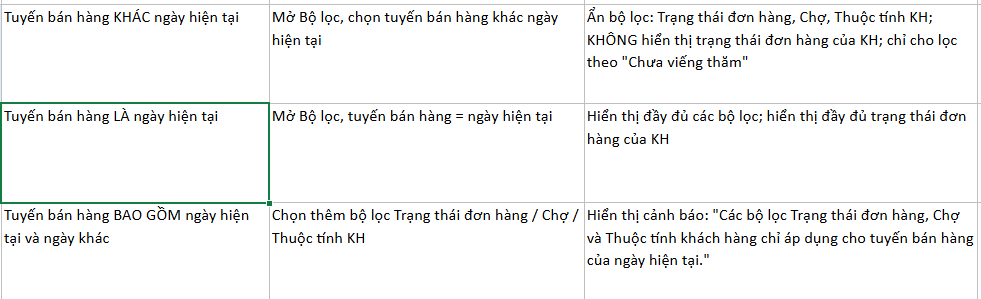 Tuyến bán hàng KHÁC ngày hiện tại
Mở Bộ lọc, chọn tuyến bán hàng khác ngày
hiện tại
Ẩn bộ lọc: Trạng thái đơn hàng, Chợ, Thuộc tính KH;
KHÔNG hiển thị trạng thái đơn hàng của KH; chỉ cho lọc
theo "Chưa viếng thăm"
Tuyến bán hàng LÀ ngày hiện tại
Mở Bộ lọc, tuyến bán hàng = ngày hiện tại
Hiển thị đầy đủ các bộ lọc; hiển thị đầy đủ trạng thái đơn
hàng của KH
Tuyến bán hàng BAO GỒM ngày hiện
tại và ngày khác
Chọn thêm bộ lọc Trạng thái đơn hàng / Chợ /
Thuộc tính KH
Hiển thị cảnh báo: "Các bộ lọc Trạng thái đơn hàng, Chợ
và Thuộc tính khách hàng chỉ áp dụng cho tuyến bán hàng
của ngày hiện tại."